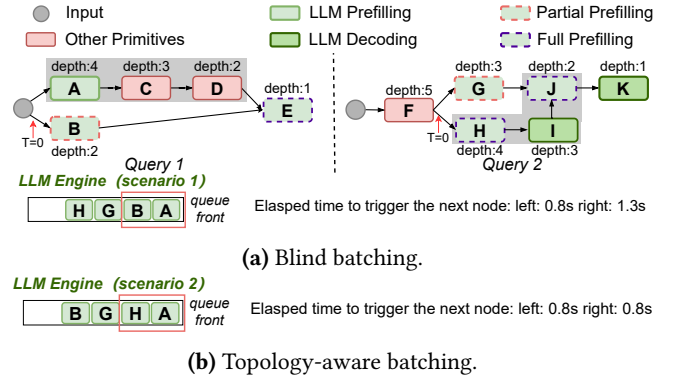 Input
LLM Prefilling
Partial Prefilling
Other Primitives
LLM Decoding
Full Prefilling
depth:4 depth:3 depth:2
A C D
depth:1
E
B
T=0
depth:2
Query 1
depth:3 depth:2 depth:1
G J K
depth:5
F
H I
T=0
depth:4 depth:3
Query 2
LLM Engine (scenario 1)
H G B A
queue
front
Elasped time to trigger the next node: left: 0.8s right: 1.3s
(a) Blind batching.
LLM Engine (scenario 2)
B G H A
queue
front
Elasped time to trigger the next node: left: 0.8s right: 0.8s
(b) Topology-aware batching.